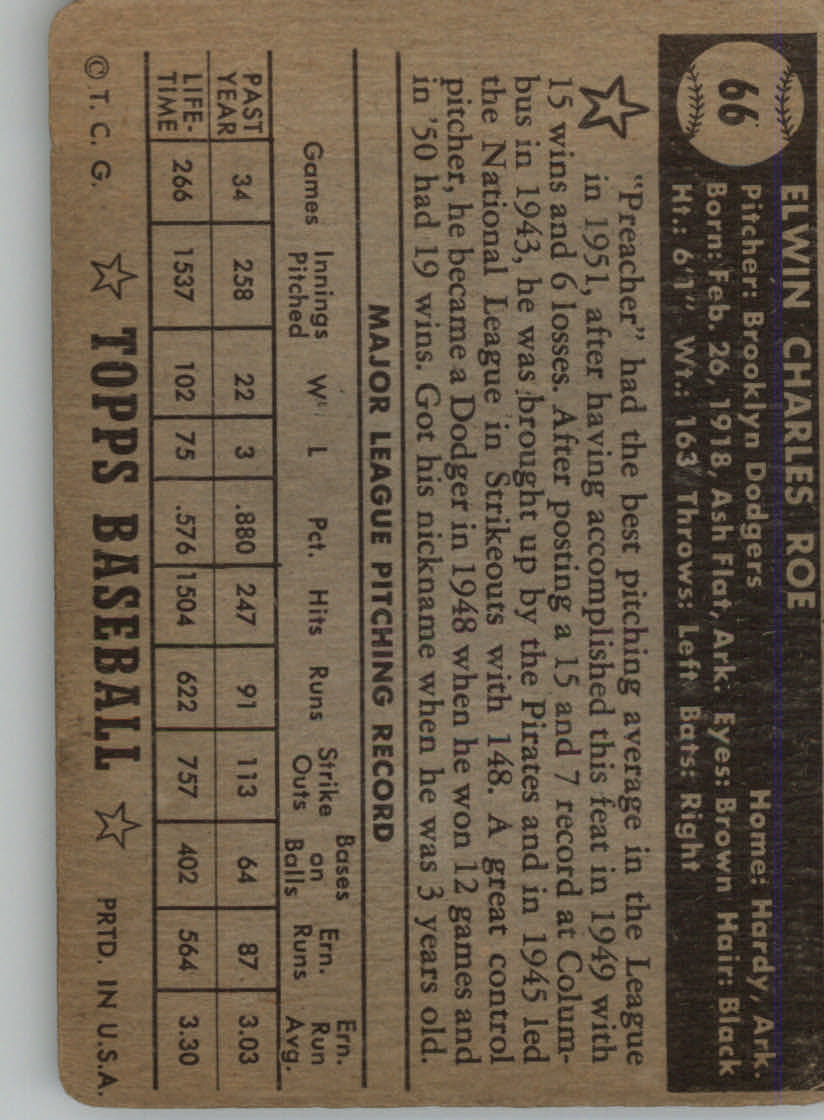 66
ELWIN CHARLES ROE
Pitcher: Brooklyn Dodgers Home: Hardy, Ark.
Born: Feb. 26, 1918, Ash Flat, Ark. Eyes: Brown Hair: Black
Ht.: 6'1" Wt.: 163 Throws: Left Bats: Right
"Preacher" had the best pitching average in the League
in 1951, after having accomplished this feat in 1949 with
15 wins and 6 losses. After posting a 15 and 7 record at Colum-
bus in 1943, he was brought up by the Pirates and in 1945 led
the National League in Strikeouts with 148. A great control
pitcher, he became a Dodger in 1948 when he won 12 games and
in '50 had 19 wins. Got his nickname when he was 3 years old.
MAJOR LEAGUE PITCHING RECORD
Games Innings Pitched W L Pct. Hits Runs Strike Outs Bases on Balls Ern. Runs Ern. Run Avg.
PAST YEAR 34 258 22 3 .880 247 91 113 64 87 3.03
LIFE-TIME 266 1537 102 75 .576 1504 622 757 402 564 3.30
© T. C. G. TOPPS BASEBALL PRTD. IN U.S.A.